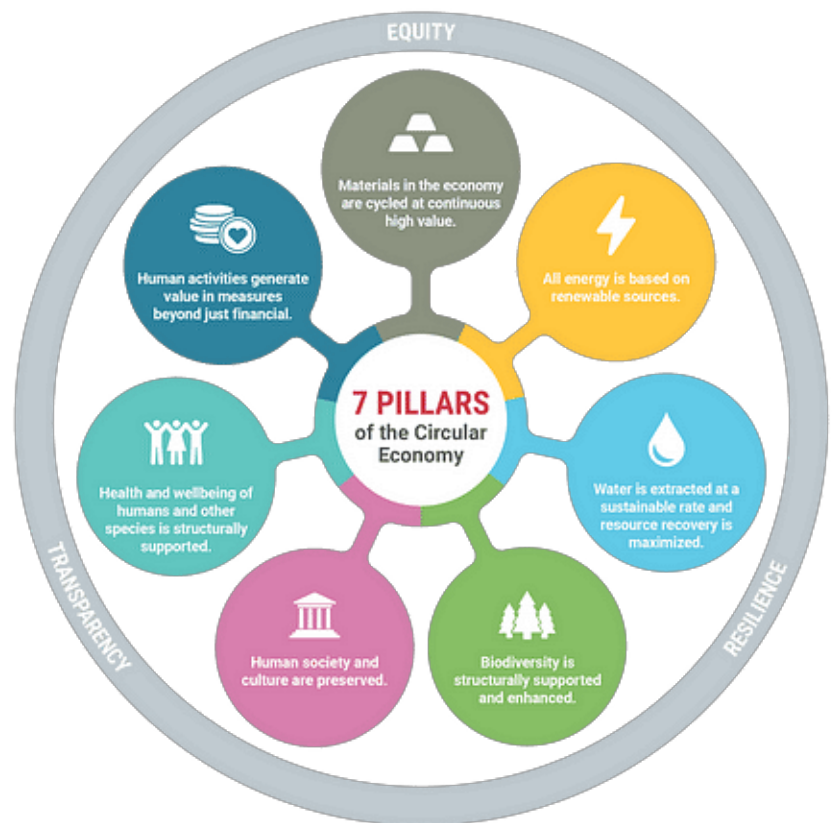 EQUITY
Materials in the economy
are cycled at continuous
high value.
All energy is based on
renewable sources.
Water is extracted at a
sustainable rate and
resource recovery is
maximized.
Biodiversity is
structurally supported
and enhanced.
Human society and
culture are preserved.
Health and wellbeing of
humans and other
species is structurally
supported.
Human activities generate
value in measures
beyond just financial.
7 PILLARS
of the Circular
Economy
RESILIENCE
TRANSPARENCY